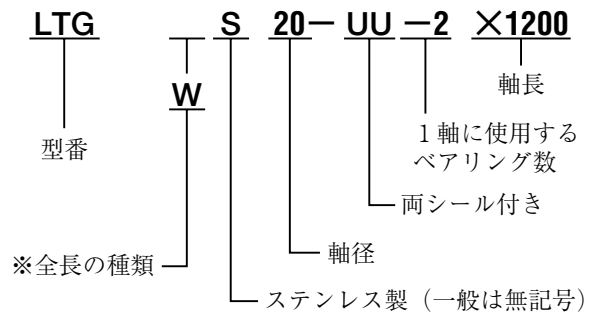 LTG S 20－UU－2 ×1200
W
軸長
1軸に使用する
ベアリング数
型番
両シール付き
軸径
※全長の種類
ステンレス製（一般は無記号）